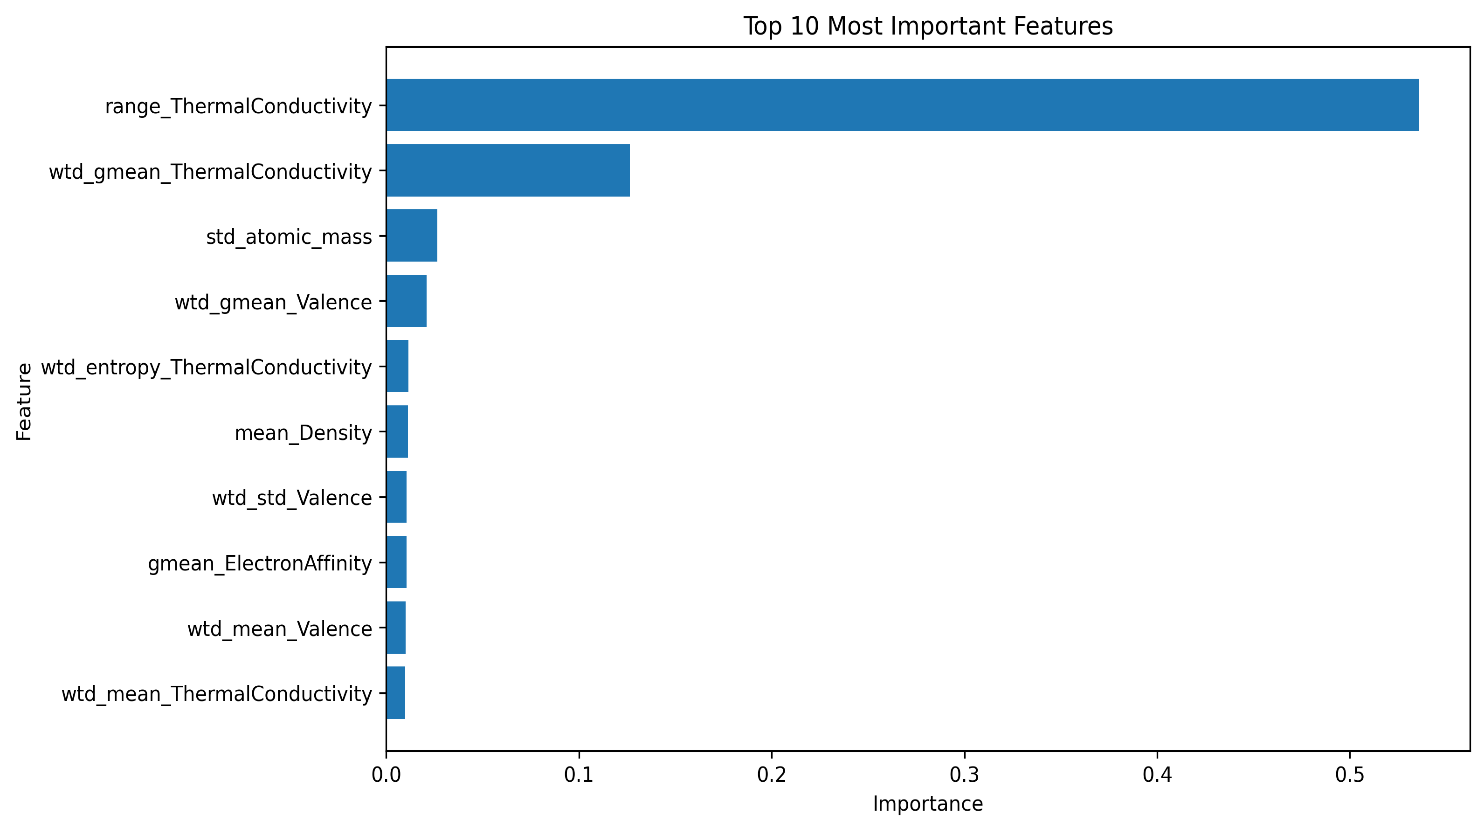 Top 10 Most Important Features
range_ThermalConductivity
wtd_gmean_ThermalConductivity
std_atomic_mass
wtd_gmean_Valence
wtd_entropy_ThermalConductivity
mean_Density
wtd_std_Valence
gmean_ElectronAffinity
wtd_mean_Valence
wtd_mean_ThermalConductivity
Feature
0.0 0.1 0.2 0.3 0.4 0.5
Importance